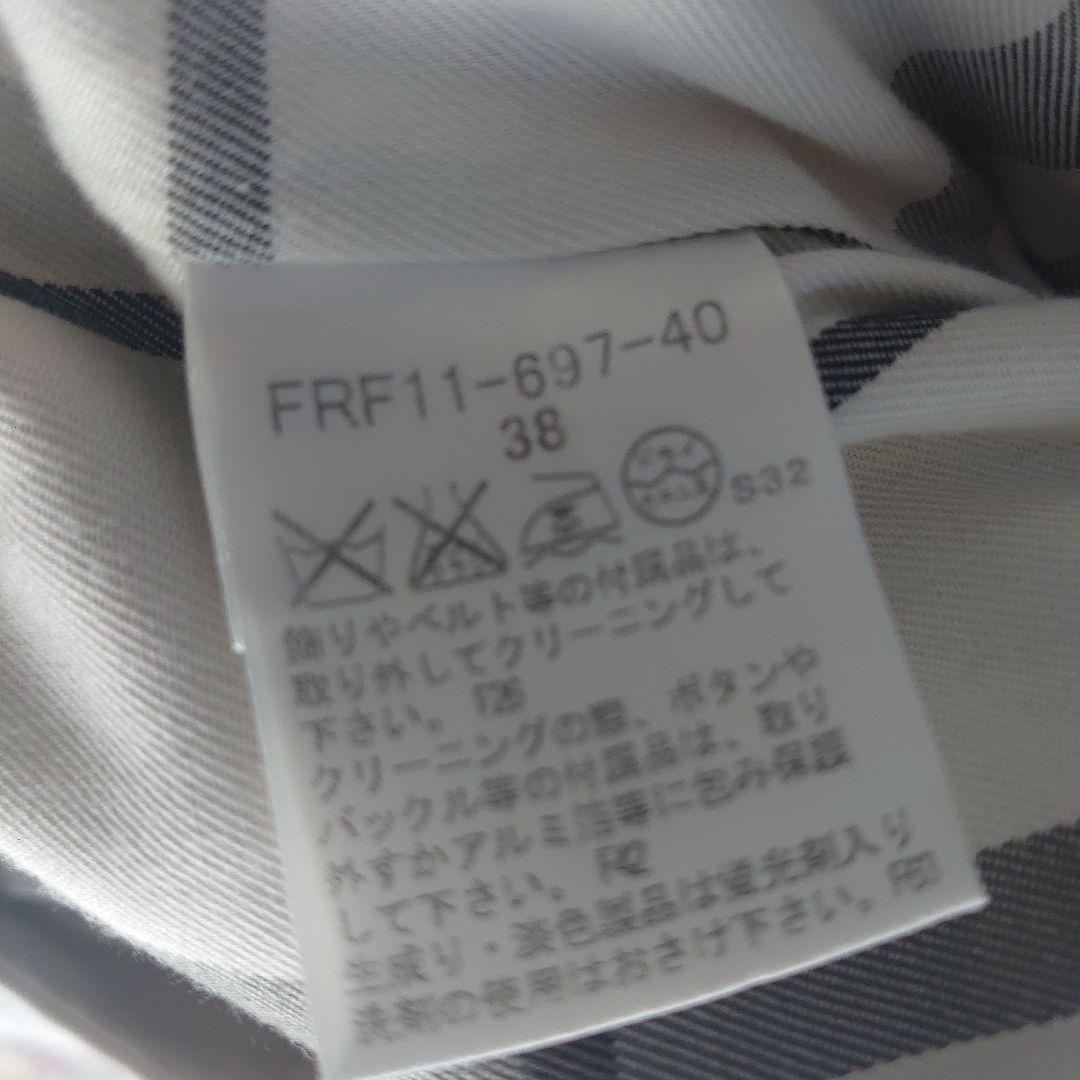 FRF11-697-40
38
ドライ
S32
飾りやベルト等の付属品は、
取り外してクリーニングして
下さい。 F26
クリーニングの際、ボタンや
バックル等の付属品は、取り
外すかアルミ箔等に包み保護
して下さい。 F42
生成り・淡色製品は蛍光剤入り
洗剤の使用はおさけ下さい。